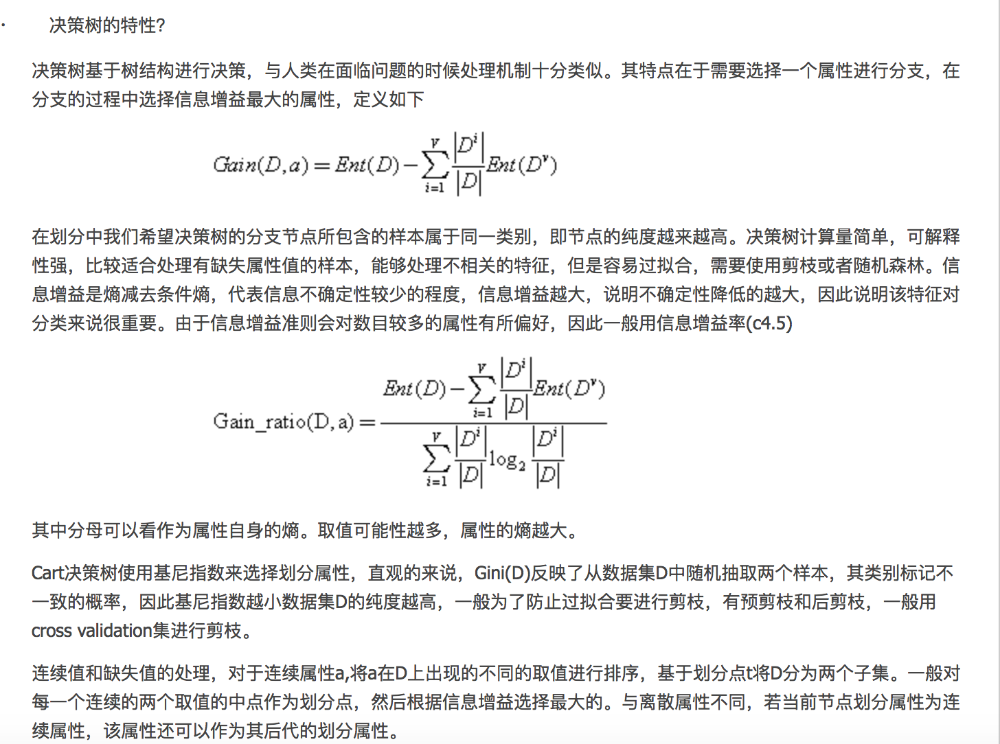 · 决策树的特性?
决策树基于树结构进行决策，与人类在面临问题的时候处理机制十分类似。其特点在于需要选择一个属性进行分支，在
分支的过程中选择信息增益最大的属性，定义如下
Gain(D,a) = Ent(D) − ∑_{i=1}^{V} |D^i|/|D| Ent(D^v)
在划分中我们希望决策树的分支节点所包含的样本属于同一类别，即节点的纯度越来越高。决策树计算量简单，可解释
性强，比较适合处理有缺失属性值的样本，能够处理不相关的特征，但是容易过拟合，需要使用剪枝或者随机森林。信
息增益是熵减去条件熵，代表信息不确定性较少的程度，信息增益越大，说明不确定性降低的越大，因此说明该特征对
分类来说很重要。由于信息增益准则会对数目较多的属性有所偏好，因此一般用信息增益率(c4.5)
Gain_ratio(D,a) = (Ent(D) − ∑_{i=1}^{V} |D^i|/|D| Ent(D^v)) / (∑_{i=1}^{V} |D^i|/|D| log₂ |D^i|/|D|)
其中分母可以看作为属性自身的熵。取值可能性越多，属性的熵越大。
Cart决策树使用基尼指数来选择划分属性，直观的来说，Gini(D)反映了从数据集D中随机抽取两个样本，其类别标记不
一致的概率，因此基尼指数越小数据集D的纯度越高，一般为了防止过拟合要进行剪枝，有预剪枝和后剪枝，一般用
cross validation集进行剪枝。
连续值和缺失值的处理，对于连续属性a,将a在D上出现的不同的取值进行排序，基于划分点t将D分为两个子集。一般对
每一个连续的两个取值的中点作为划分点，然后根据信息增益选择最大的。与离散属性不同，若当前节点划分属性为连
续属性，该属性还可以作为其后代的划分属性。